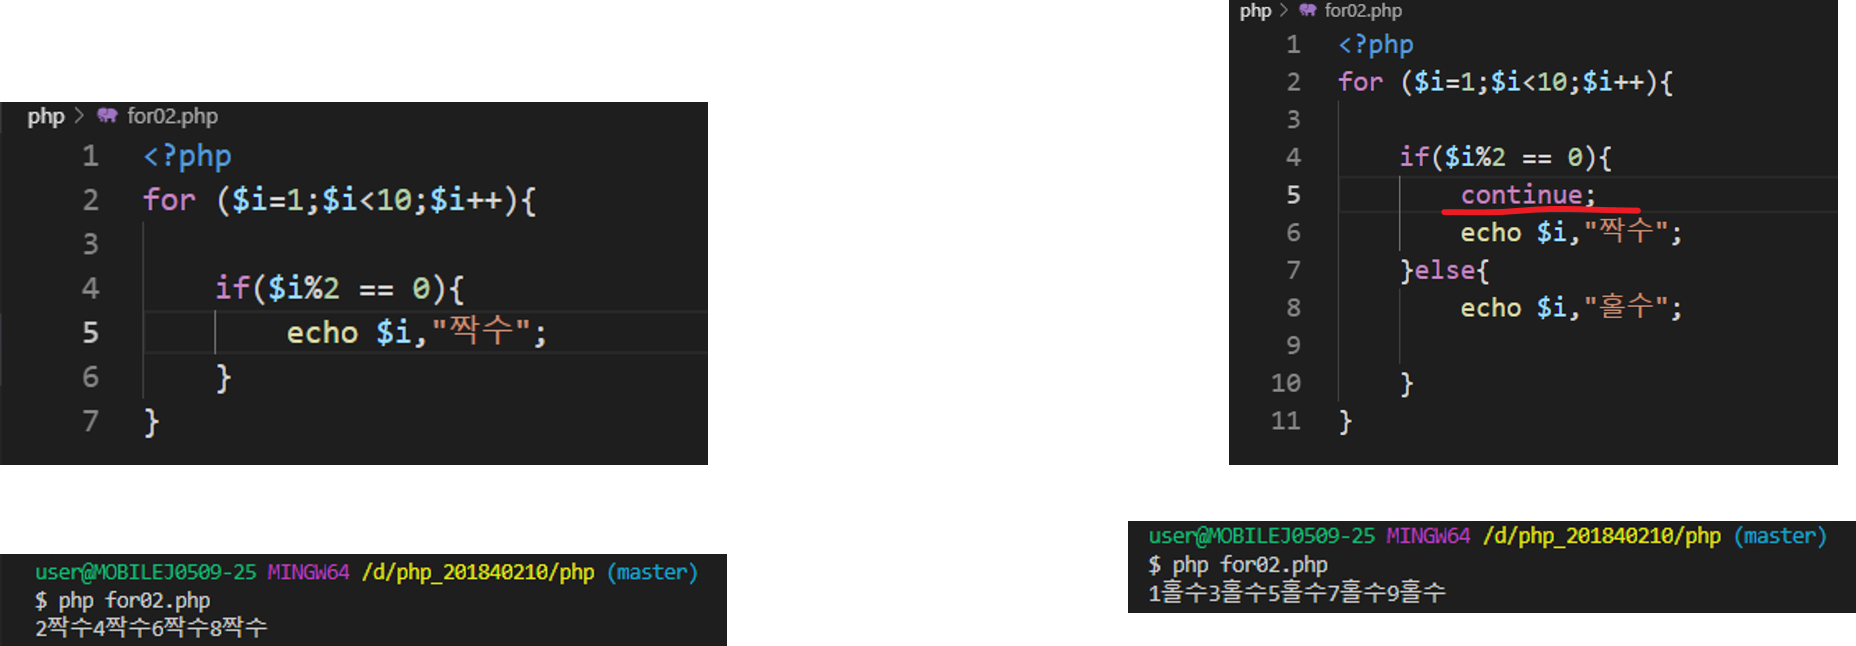 php > for02.php
1 <?php
2 for ($i=1;$i<10;$i++){
3
4 if($i%2 == 0){
5 echo $i,"짝수";
6 }
7 }
user@MOBILEJ0509-25 MINGW64 /d/php_201840210/php (master)
$ php for02.php
2짝수4짝수6짝수8짝수
php > for02.php
1 <?php
2 for ($i=1;$i<10;$i++){
3
4 if($i%2 == 0){
5 continue;
6 echo $i,"짝수";
7 }else{
8 echo $i,"홀수";
9
10 }
11 }
user@MOBILEJ0509-25 MINGW64 /d/php_201840210/php (master)
$ php for02.php
1홀수3홀수5홀수7홀수9홀수